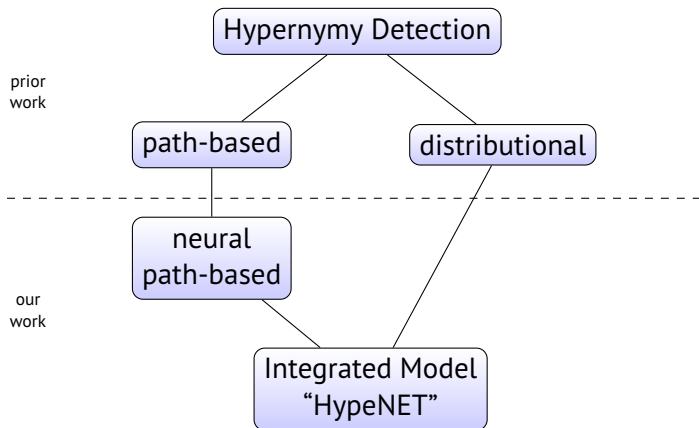 Hypernymy Detection
prior
work
path-based
distributional
neural
path-based
our
work
Integrated Model
“HypeNET”